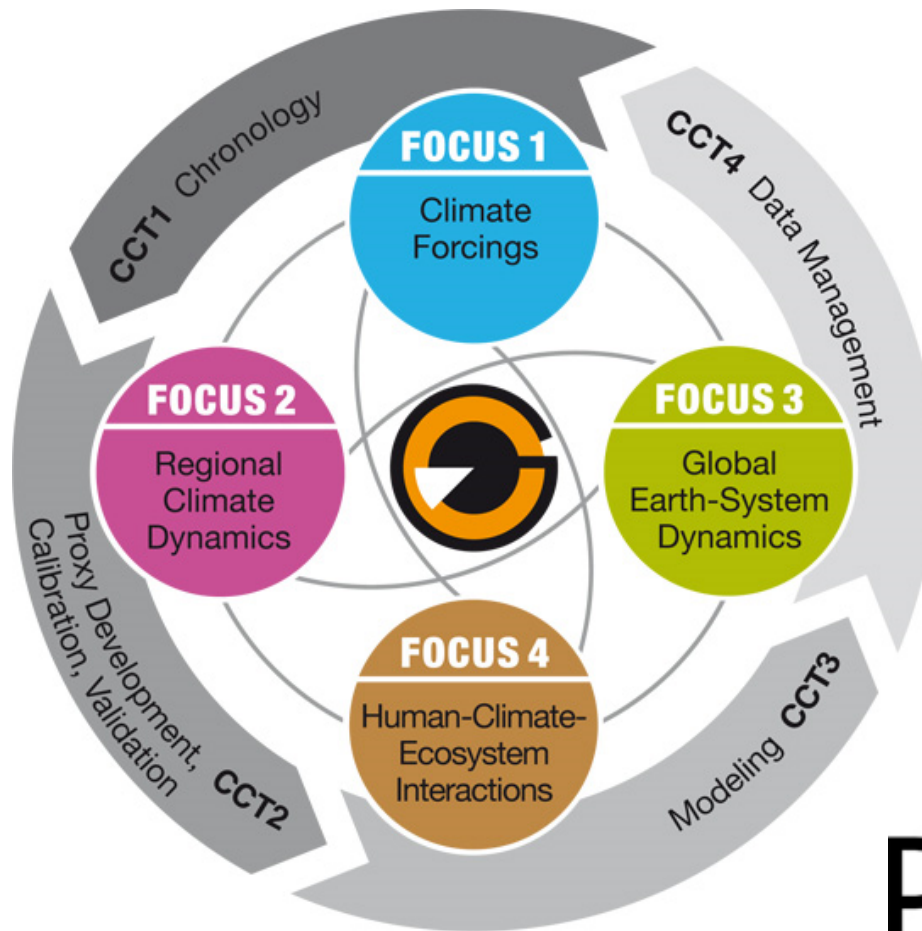 CCT1 Chronology
CCT4 Data Management
FOCUS 1
Climate
Forcings
FOCUS 2
Regional
Climate
Dynamics
FOCUS 3
Global
Earth-System
Dynamics
FOCUS 4
Human-Climate-
Ecosystem
Interactions
Proxy Development, CCT2
Calibration, Validation
Modeling CCT3